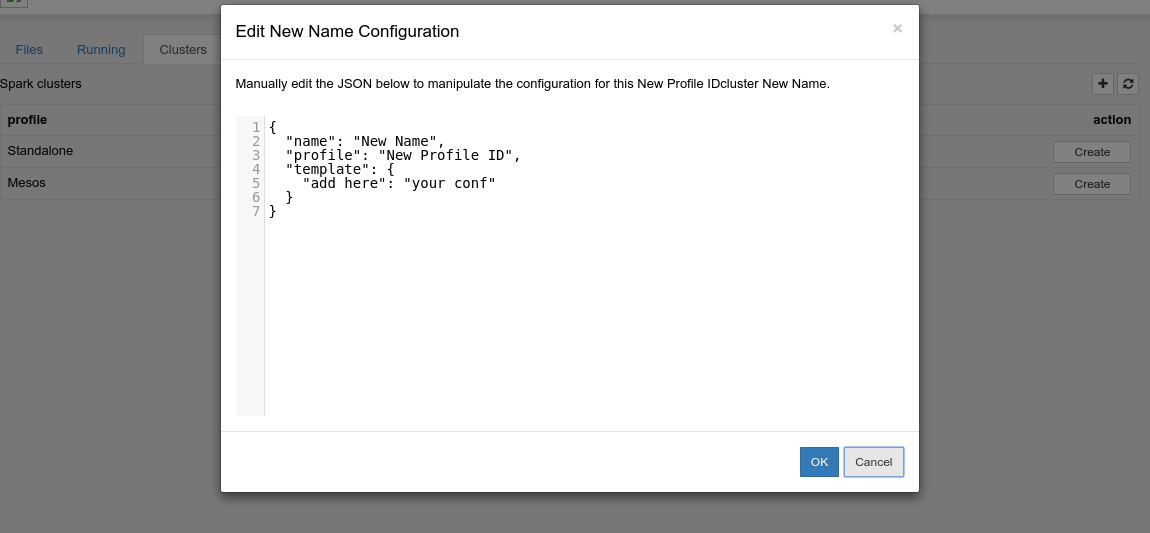 Edit New Name Configuration
×
Files Running Clusters
Manually edit the JSON below to manipulate the configuration for this New Profile IDcluster New Name.
Spark clusters
profile action
Standalone Create
Mesos Create
1 {
2   "name": "New Name",
3   "profile": "New Profile ID",
4   "template": {
5     "add here": "your conf"
6   }
7 }
OK Cancel